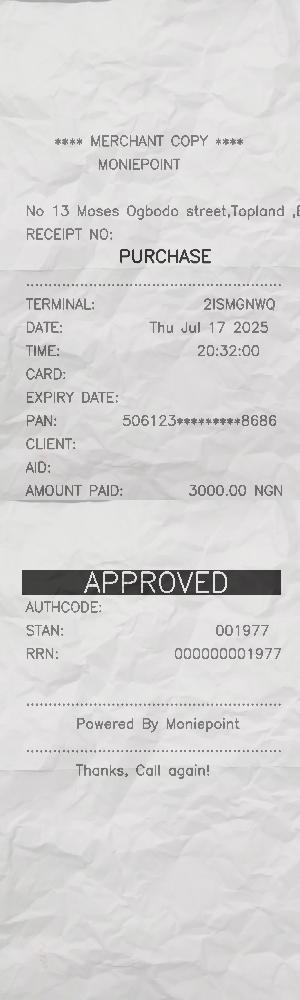 **** MERCHANT COPY ****
MONIEPOINT
No 13 Moses Ogbodo street,Topland ,
RECEIPT NO:
PURCHASE
TERMINAL: 2ISMGNWQ
DATE: Thu Jul 17 2025
TIME: 20:32:00
CARD:
EXPIRY DATE:
PAN: 506123*********8686
CLIENT:
AID:
AMOUNT PAID: 3000.00 NGN
APPROVED
AUTHCODE:
STAN: 001977
RRN: 000000001977
Powered By Moniepoint
Thanks, Call again!